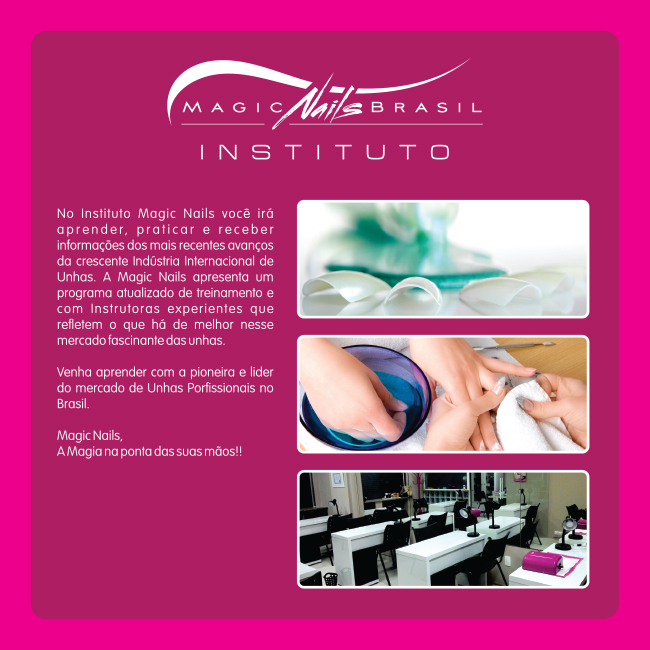 MAGIC Nails BRASIL
INSTITUTO
No Instituto Magic Nails você irá
aprender, praticar e receber
informações dos mais recentes avanços
da crescente Indústria Internacional de
Unhas. A Magic Nails apresenta um
programa atualizado de treinamento e
com Instrutoras experientes que
refletem o que há de melhor nesse
mercado fascinante das unhas.
Venha aprender com a pioneira e lider
do mercado de Unhas Porfissionais no
Brasil.
Magic Nails,
A Magia na ponta das suas mãos!!